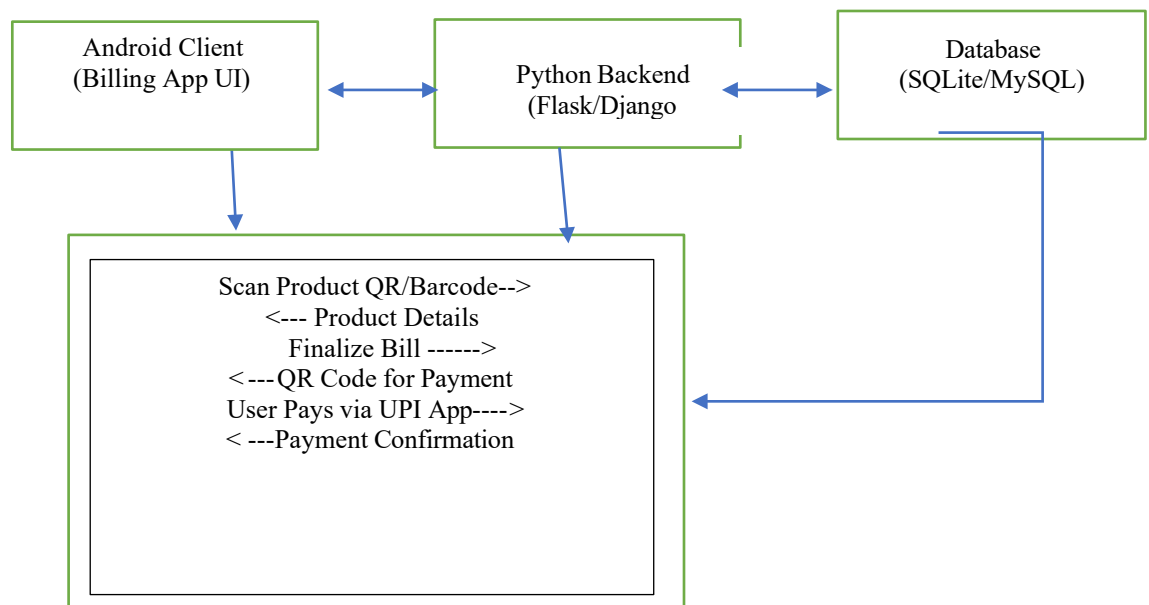 Android Client
(Billing App UI)
Python Backend
(Flask/Django
Database
(SQLite/MySQL)
Scan Product QR/Barcode-->
<--- Product Details
Finalize Bill ------>
<---QR Code for Payment
User Pays via UPI App---->
< ---Payment Confirmation